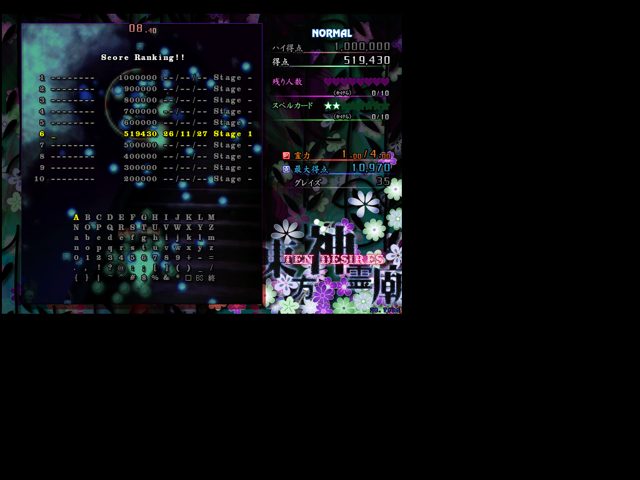 08.40
Score Ranking!!
1 -------- 1000000 --/--/-- Stage -
2 -------- 900000 --/--/-- Stage -
3 -------- 800000 --/--/-- Stage -
4 -------- 700000 --/--/-- Stage -
5 -------- 600000 --/--/-- Stage -
6 _ 519430 26/11/27 Stage 1
7 -------- 500000 --/--/-- Stage -
8 -------- 400000 --/--/-- Stage -
9 -------- 300000 --/--/-- Stage -
10 -------- 200000 --/--/-- Stage -
A B C D E F G H I J K L M
N O P Q R S T U V W X Y Z
a b c d e f g h i j k l m
n o p q r s t u v w x y z
0 1 2 3 4 5 6 7 8 9 + - =
NORMAL
ハイ得点 1,000,000
得点 519,430
残り人数
0/10
スペルカード ★★
0/10
霊力 1.00/4.00
最大得点 10,970
グレイズ 35
東方神霊廟
TEN DESIRES